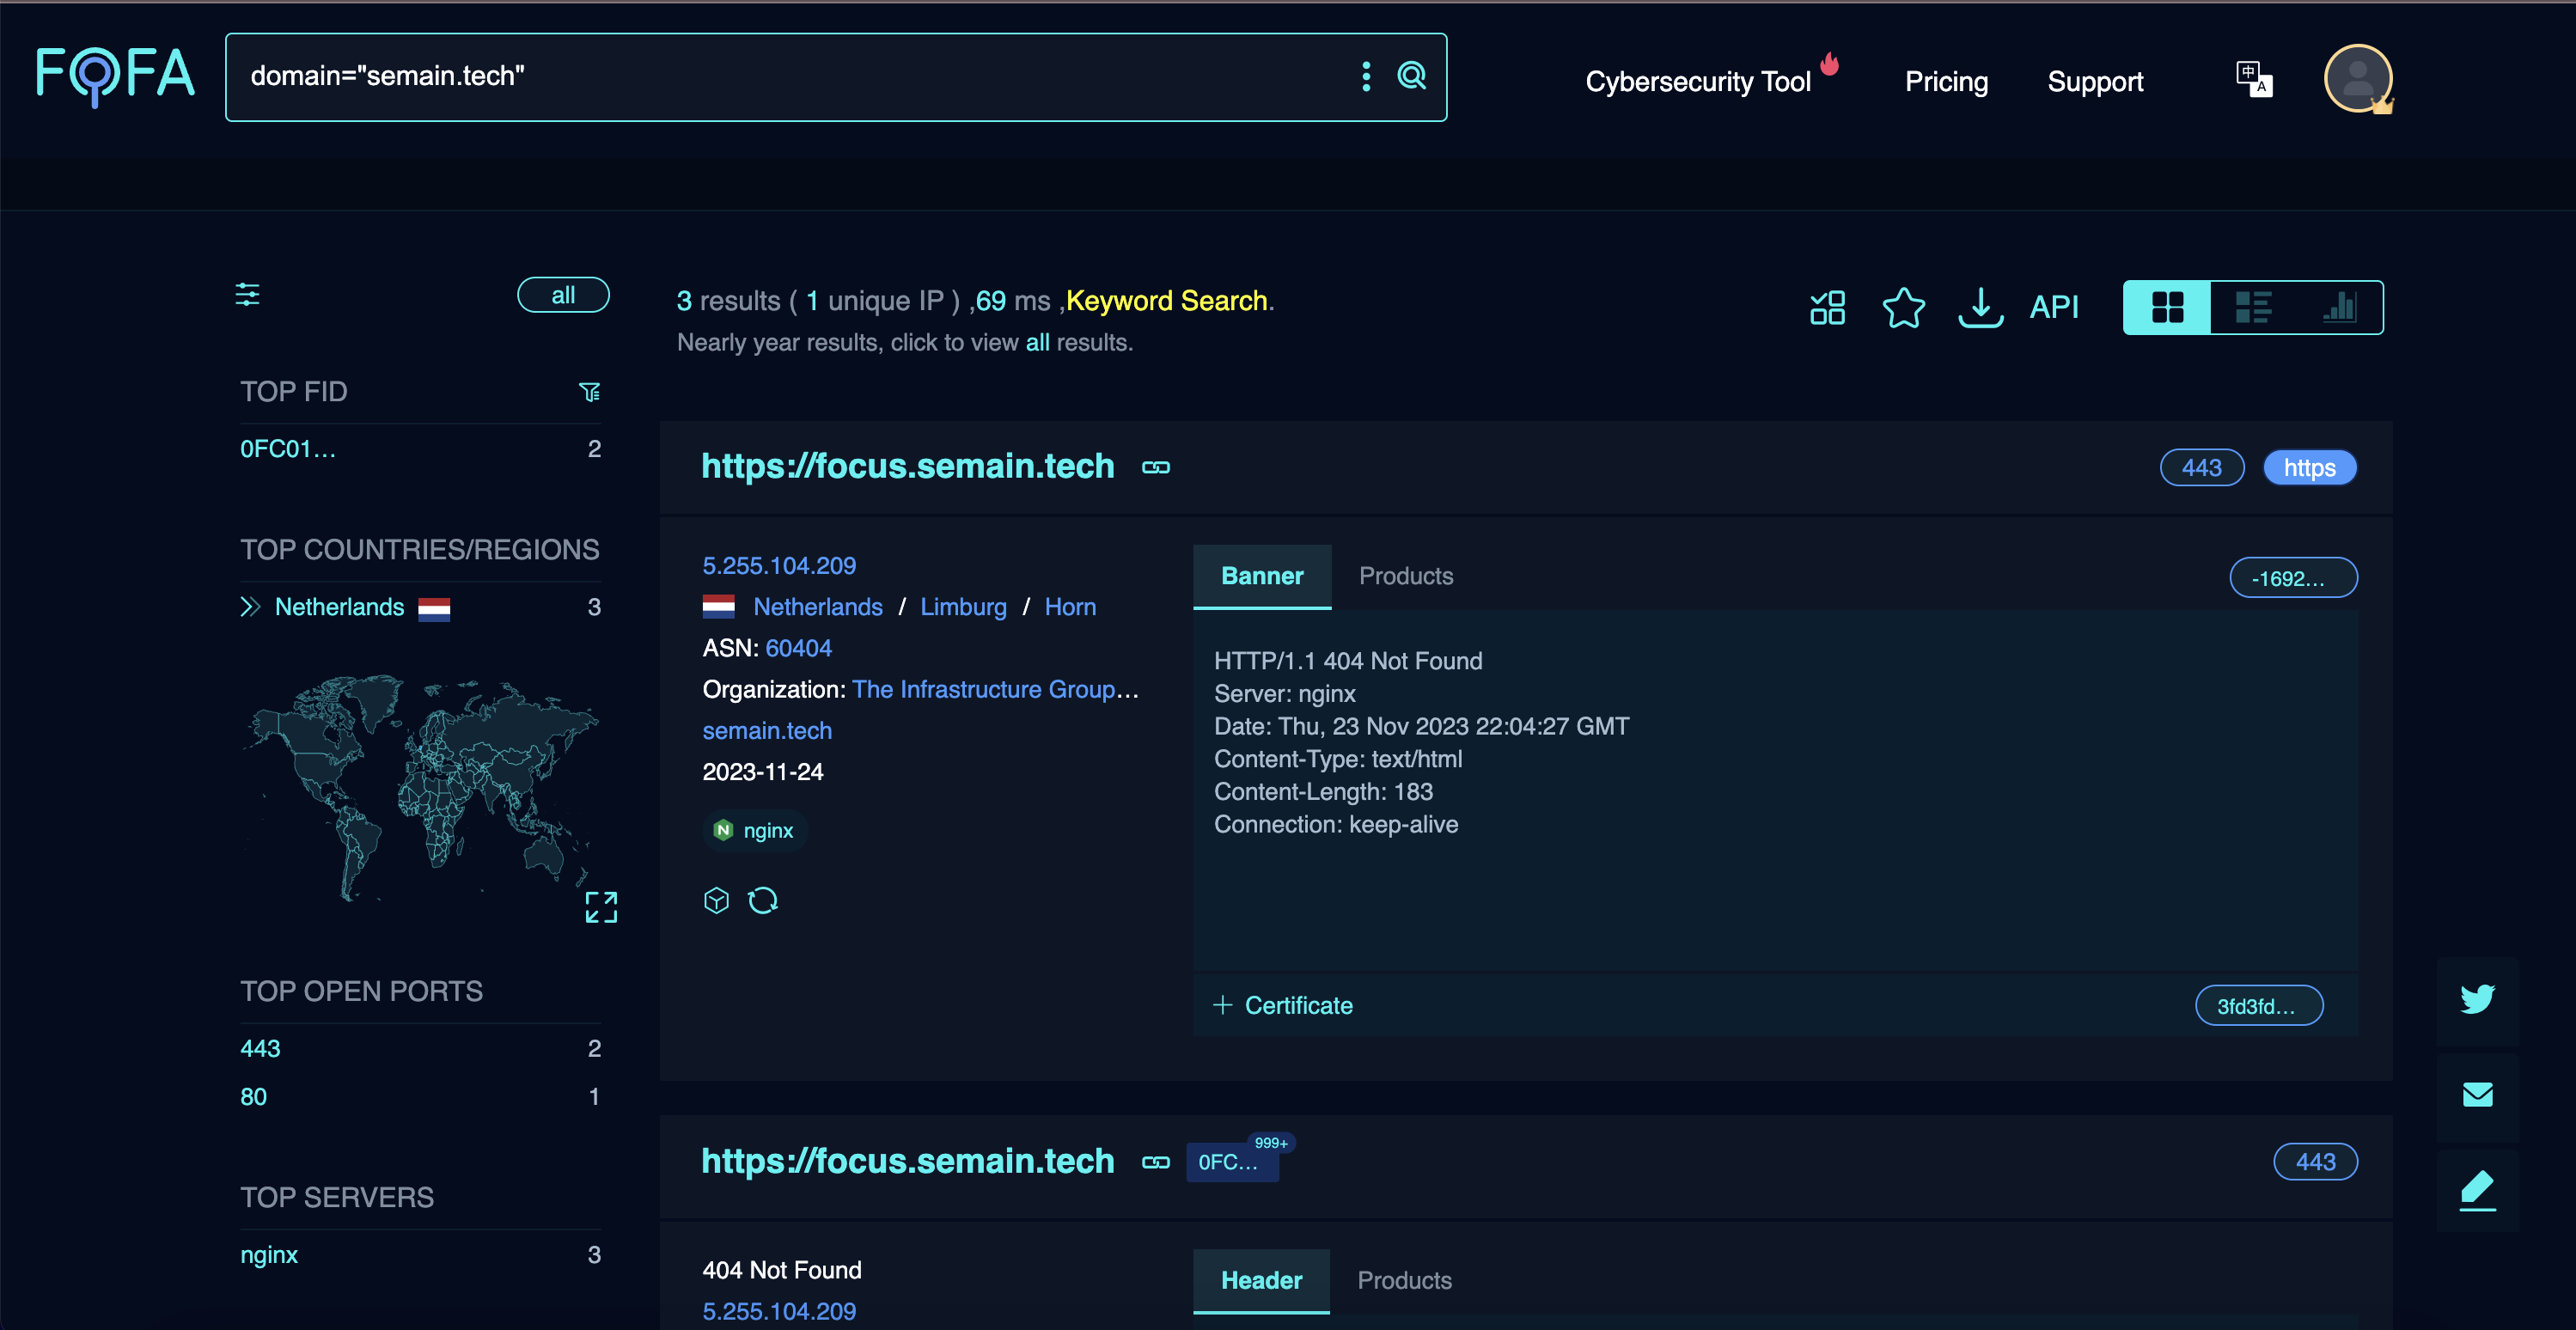 FOFA
domain="semain.tech"
Cybersecurity Tool
Pricing
Support
中 A
all
3 results ( 1 unique IP ) ,69 ms ,Keyword Search.
Nearly year results, click to view all results.
API
TOP FID
0FC01... 2
TOP COUNTRIES/REGIONS
Netherlands 3
TOP OPEN PORTS
443 2
80 1
TOP SERVERS
nginx 3
https://focus.semain.tech
443 https
5.255.104.209
Netherlands / Limburg / Horn
ASN: 60404
Organization: The Infrastructure Group...
semain.tech
2023-11-24
N nginx
Banner Products
-1692...
HTTP/1.1 404 Not Found
Server: nginx
Date: Thu, 23 Nov 2023 22:04:27 GMT
Content-Type: text/html
Content-Length: 183
Connection: keep-alive
+ Certificate
3fd3fd...
https://focus.semain.tech
0FC... 999+
443
404 Not Found
5.255.104.209
Header Products